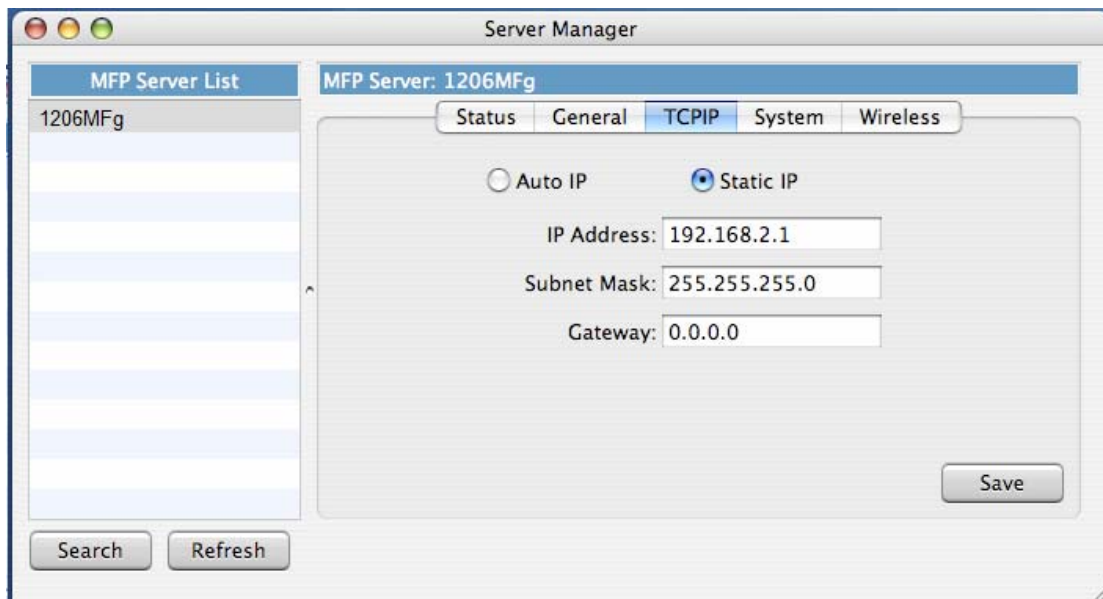 Server Manager
MFP Server List
1206MFg
MFP Server: 1206MFg
Status General TCPIP System Wireless
Auto IP Static IP
IP Address: 192.168.2.1
Subnet Mask: 255.255.255.0
Gateway: 0.0.0.0
Save
Search Refresh